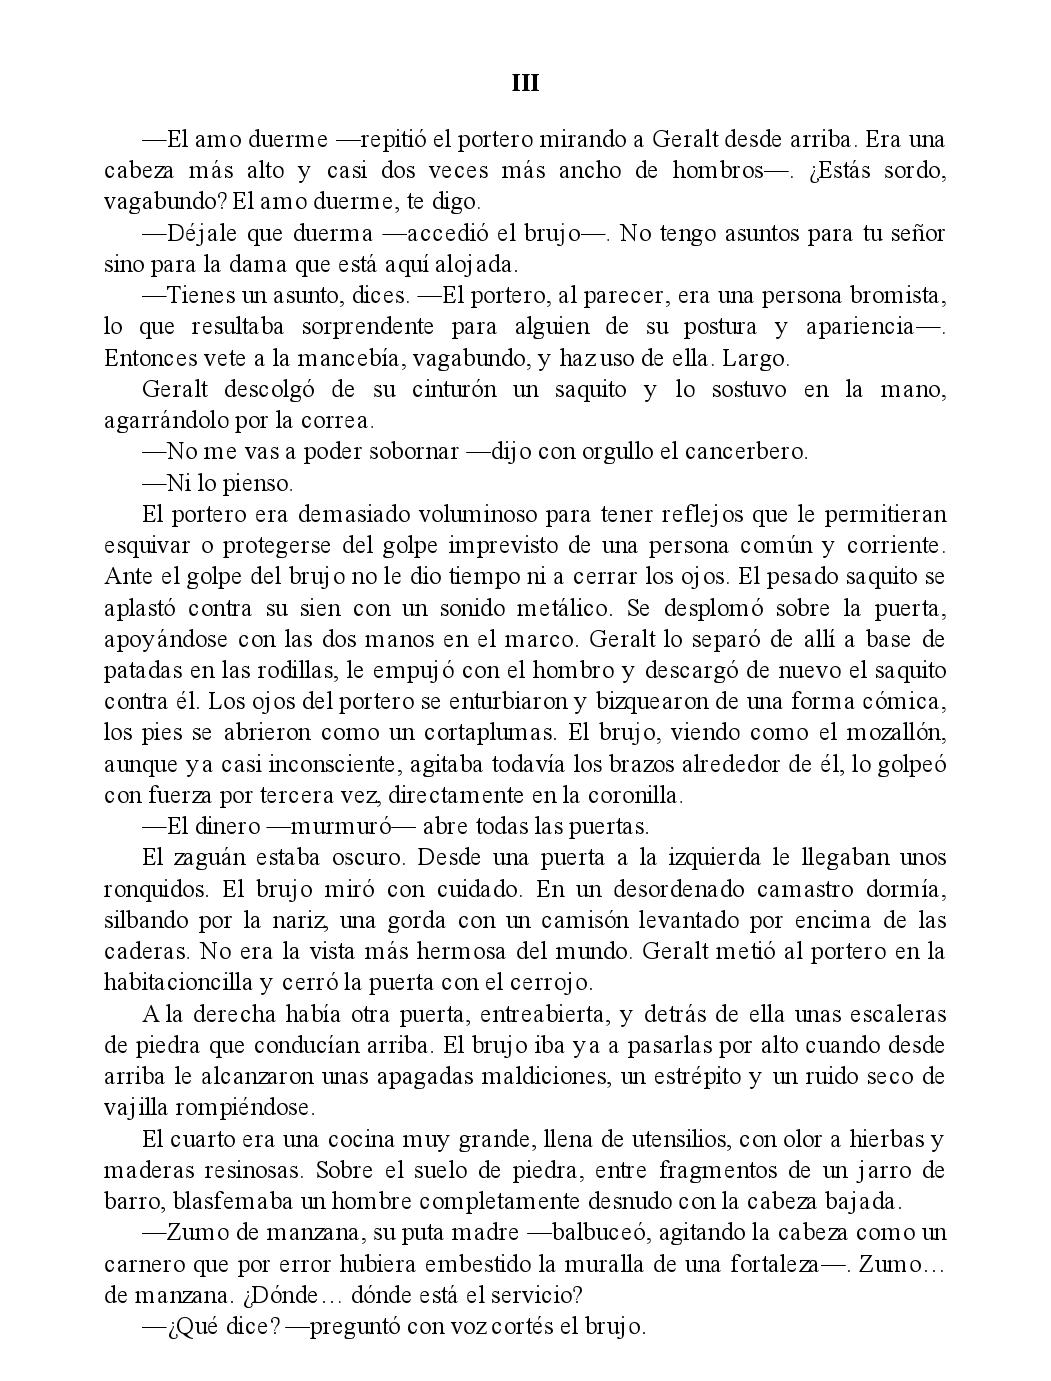 III
—El amo duerme —repitió el portero mirando a Geralt desde arriba. Era una
cabeza más alto y casi dos veces más ancho de hombros—. ¿Estás sordo,
vagabundo? El amo duerme, te digo.
—Déjale que duerma —accedió el brujo—. No tengo asuntos para tu señor
sino para la dama que está aquí alojada.
—Tienes un asunto, dices. —El portero, al parecer, era una persona bromista,
lo que resultaba sorprendente para alguien de su postura y apariencia—.
Entonces vete a la mancebía, vagabundo, y haz uso de ella. Largo.
Geralt descolgó de su cinturón un saquito y lo sostuvo en la mano,
agarrándolo por la correa.
—No me vas a poder sobornar —dijo con orgullo el cancerbero.
—Ni lo pienso.
El portero era demasiado voluminoso para tener reflejos que le permitieran
esquivar o protegerse del golpe imprevisto de una persona común y corriente.
Ante el golpe del brujo no le dio tiempo ni a cerrar los ojos. El pesado saquito se
aplastó contra su sien con un sonido metálico. Se desplomó sobre la puerta,
apoyándose con las dos manos en el marco. Geralt lo separó de allí a base de
patadas en las rodillas, le empujó con el hombro y descargó de nuevo el saquito
contra él. Los ojos del portero se enturbiaron y bizquearon de una forma cómica,
los pies se abrieron como un cortaplumas. El brujo, viendo como el mozallón,
aunque ya casi inconsciente, agitaba todavía los brazos alrededor de él, lo golpeó
con fuerza por tercera vez, directamente en la coronilla.
—El dinero —murmuró— abre todas las puertas.
El zaguán estaba oscuro. Desde una puerta a la izquierda le llegaban unos
ronquidos. El brujo miró con cuidado. En un desordenado camastro dormía,
silbando por la nariz, una gorda con un camisón levantado por encima de las
caderas. No era la vista más hermosa del mundo. Geralt metió al portero en la
habitacioncilla y cerró la puerta con el cerrojo.
A la derecha había otra puerta, entreabierta, y detrás de ella unas escaleras
de piedra que conducían arriba. El brujo iba ya a pasarlas por alto cuando desde
arriba le alcanzaron unas apagadas maldiciones, un estrépito y un ruido seco de
vajilla rompiéndose.
El cuarto era una cocina muy grande, llena de utensilios, con olor a hierbas y
maderas resinosas. Sobre el suelo de piedra, entre fragmentos de un jarro de
barro, blasfemaba un hombre completamente desnudo con la cabeza bajada.
—Zumo de manzana, su puta madre —balbuceó, agitando la cabeza como un
carnero que por error hubiera embestido la muralla de una fortaleza—. Zumo…
de manzana. ¿Dónde… dónde está el servicio?
—¿Qué dice? —preguntó con voz cortés el brujo.